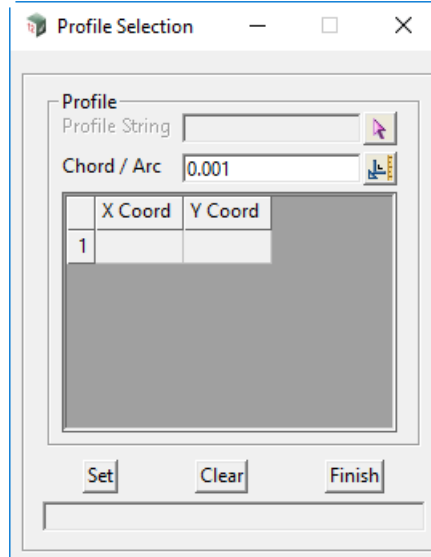 Profile Selection
Profile
Profile String
Chord / Arc 0.001
X Coord Y Coord
1
Set Clear Finish